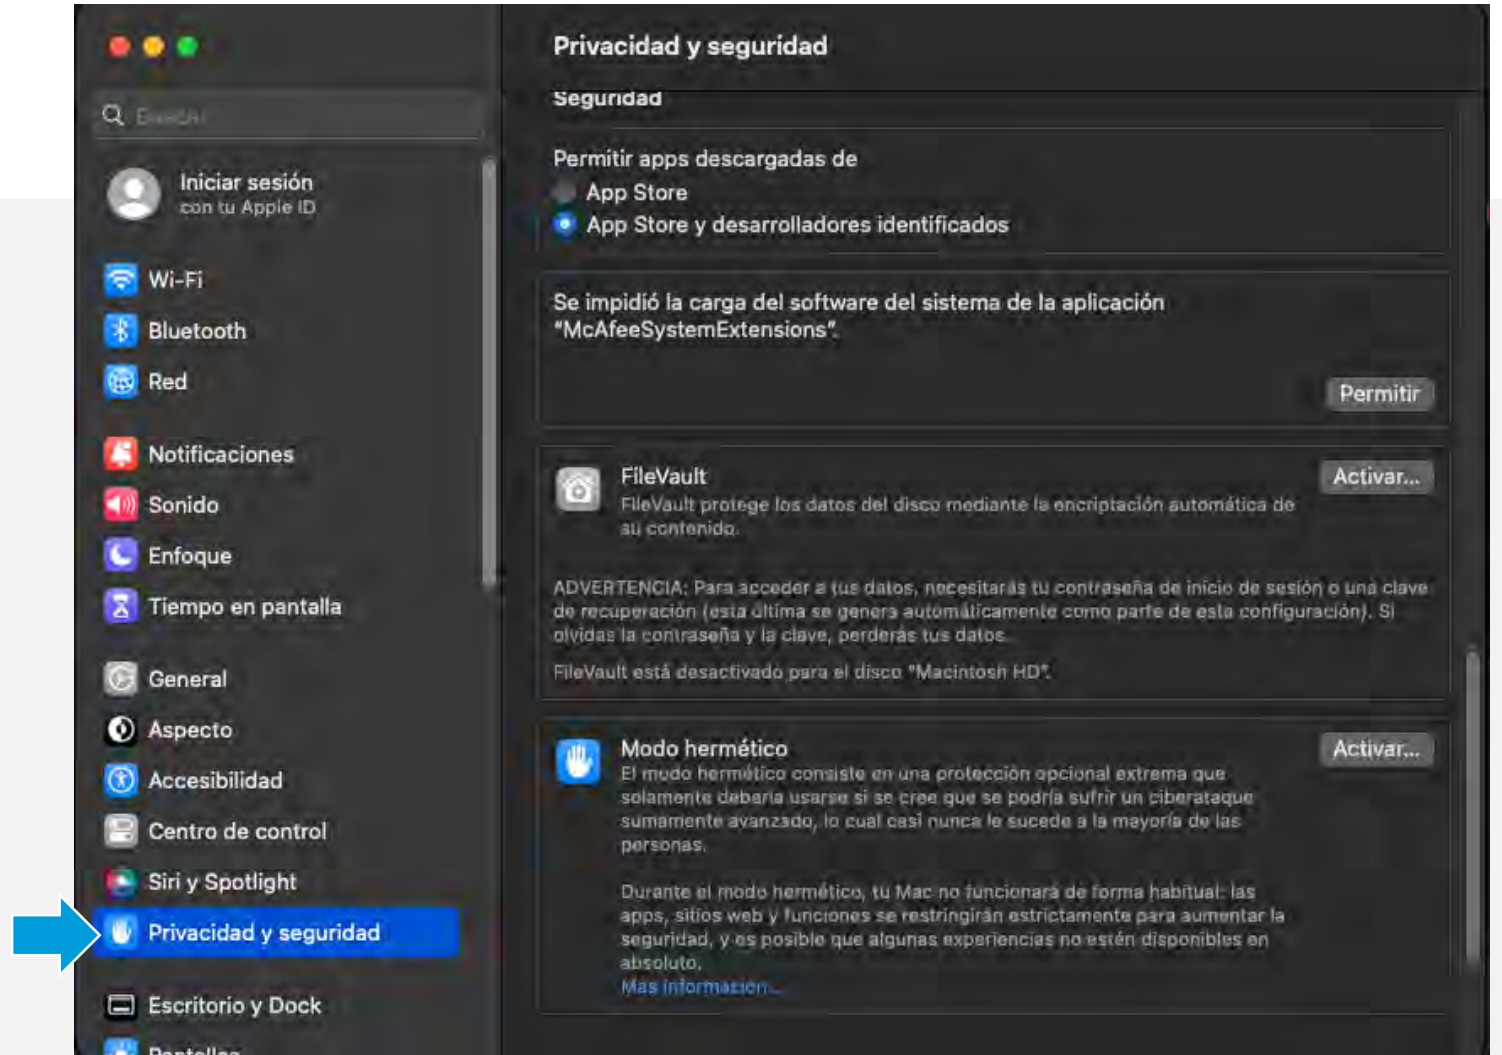 Privacidad y seguridad
Buscar
Iniciar sesión
con tu Apple ID
Wi-Fi
Bluetooth
Red
Notificaciones
Sonido
Enfoque
Tiempo en pantalla
General
Aspecto
Accesibilidad
Centro de control
Siri y Spotlight
Privacidad y seguridad
Escritorio y Dock
Pantallas
Seguridad
Permitir apps descargadas de
App Store
App Store y desarrolladores identificados
Se impidió la carga del software del sistema de la aplicación
"McAfeeSystemExtensions".
Permitir
FileVault
Activar...
FileVault protege los datos del disco mediante la encriptación automática de
su contenido.
ADVERTENCIA: Para acceder a tus datos, necesitarás tu contraseña de inicio de sesión o una clave
de recuperación (esta última se genera automáticamente como parte de esta configuración). Si
olvidas la contraseña y la clave, perderás tus datos.
FileVault está desactivado para el disco "Macintosh HD".
Modo hermético
Activar...
El modo hermético consiste en una protección opcional extrema que
solamente debería usarse si se cree que se podría sufrir un ciberataque
sumamente avanzado, lo cual casi nunca le sucede a la mayoría de las
personas.
Durante el modo hermético, tu Mac no funcionará de forma habitual: las
apps, sitios web y funciones se restringirán estrictamente para aumentar la
seguridad, y es posible que algunas experiencias no estén disponibles en
absoluto.
Más información...